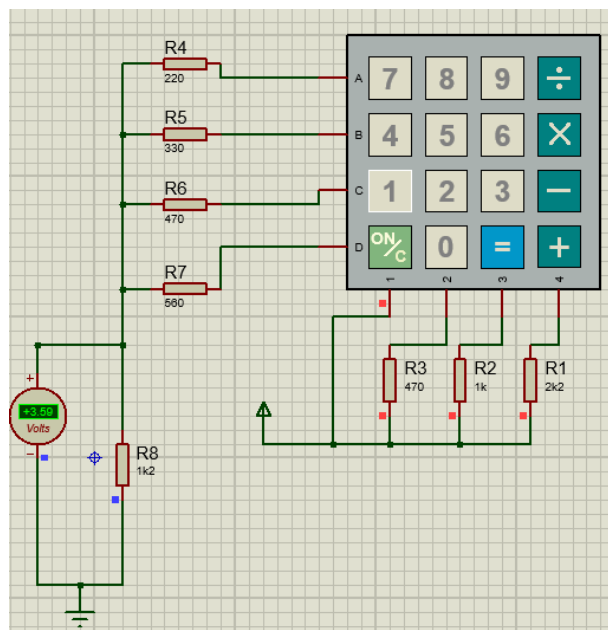 R4
220
R5
330
R6
470
R7
560
A
B
C
D
7 8 9 ÷
4 5 6 ×
1 2 3 −
ON/C 0 = +
1 2 3 4
R3
470
R2
1k
R1
2k2
+
+3.59
Volts
−
R8
1k2